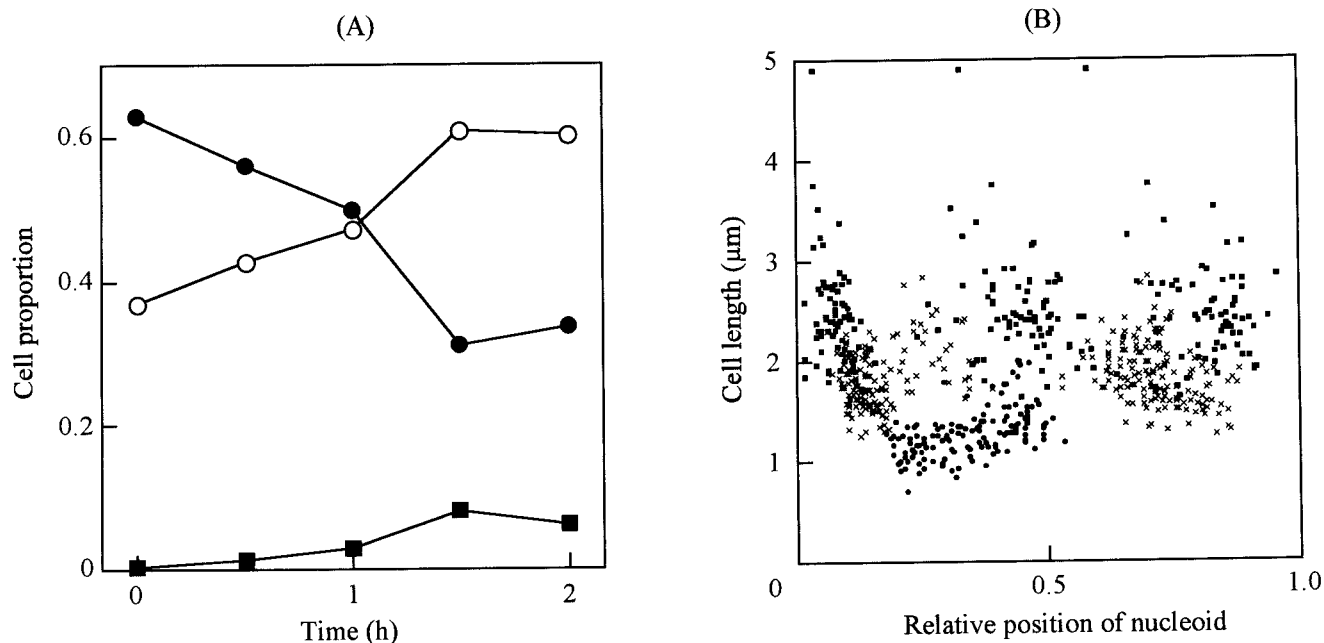 (A)
0.6
0.4
0.2
0
0
1
2
Cell proportion
Time (h)
(B)
5
4
3
2
1
0
0.5
1.0
Cell length (μm)
Relative position of nucleoid